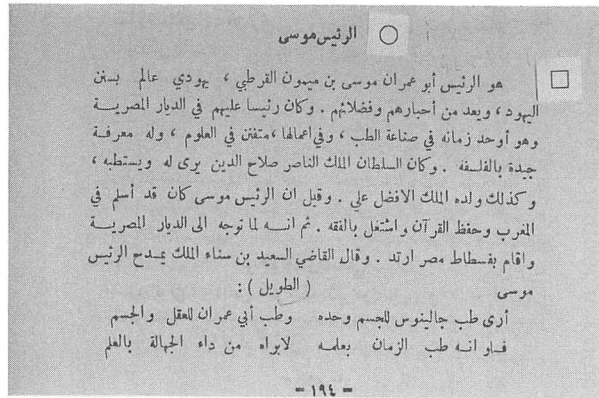 الرئيس موسى
هو الرئيس أبو عمران موسى بن ميمون القرطبي ، يهودي عالم بسنن
اليهود ، ويعد من أحبارهم وفضلائهم . وكان رئيسا عليهم في الديار المصرية
وهو أوحد زمانه في صناعة الطب ، وفي اعمالها ، متفنن في العلوم ، وله معرفة
جيدة بالفلسفه . وكان السلطان الملك الناصر صلاح الدين يرى له ويستطبه ،
وكذلك ولده الملك الافضل علي . وقيل ان الرئيس موسى كان قد أسلم في
المغرب وحفظ القرآن واشتغل بالفقه . ثم انه لما توجه الى الديار المصرية
واقام بفسطاط مصر ارتد . وقال القاضي السعيد بن سناء الملك يمدح الرئيس
موسى ( الطويل ) :
أرى طب جالينوس للجسم وحده وطب أبي عمران للعقل والجسم
فلو انه طب الزمان بعلمه لابراه من داء الجهالة بالعلم
- ١٩٤ -